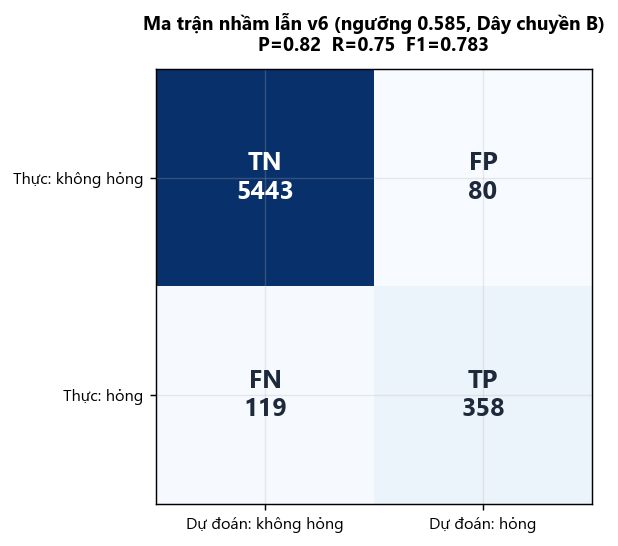 Ma trận nhầm lẫn v6 (ngưỡng 0.585, Dây chuyền B)
P=0.82 R=0.75 F1=0.783
Thực: không hỏng
TN
5443
FP
80
Thực: hỏng
FN
119
TP
358
Dự đoán: không hỏng
Dự đoán: hỏng